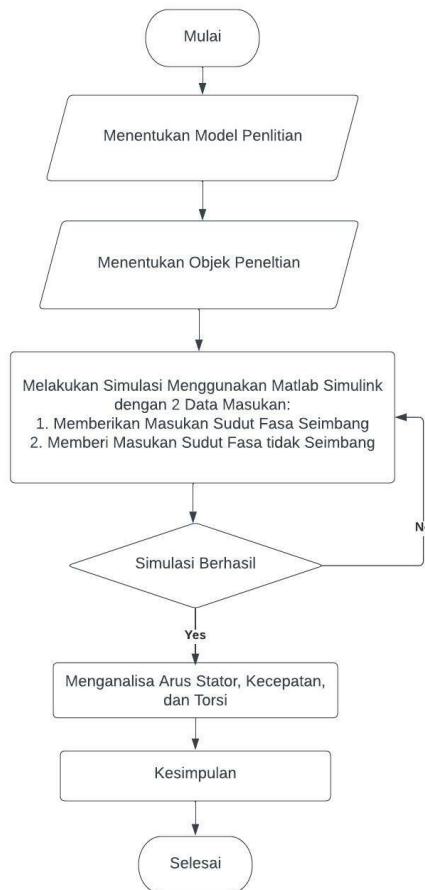 Mulai
Menentukan Model Penlitian
Menentukan Objek Peneltian
Melakukan Simulasi Menggunakan Matlab Simulink
dengan 2 Data Masukan:
1. Memberikan Masukan Sudut Fasa Seimbang
2. Memberi Masukan Sudut Fasa tidak Seimbang
Simulasi Berhasil
Yes
Menganalisa Arus Stator, Kecepatan,
dan Torsi
Kesimpulan
Selesai